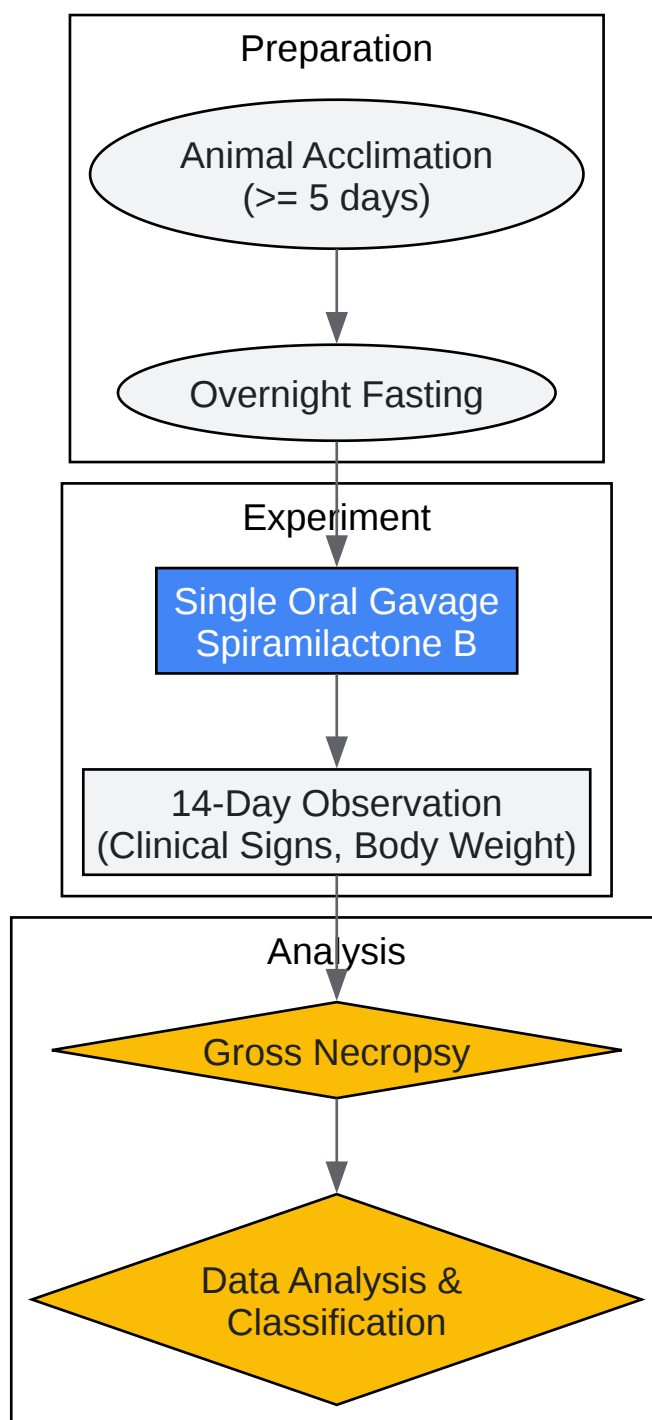 Preparation
Animal Acclimation
(>= 5 days)
Overnight Fasting
Experiment
Single Oral Gavage
Spiramilactone B
14-Day Observation
(Clinical Signs, Body Weight)
Analysis
Gross Necropsy
Data Analysis &
Classification